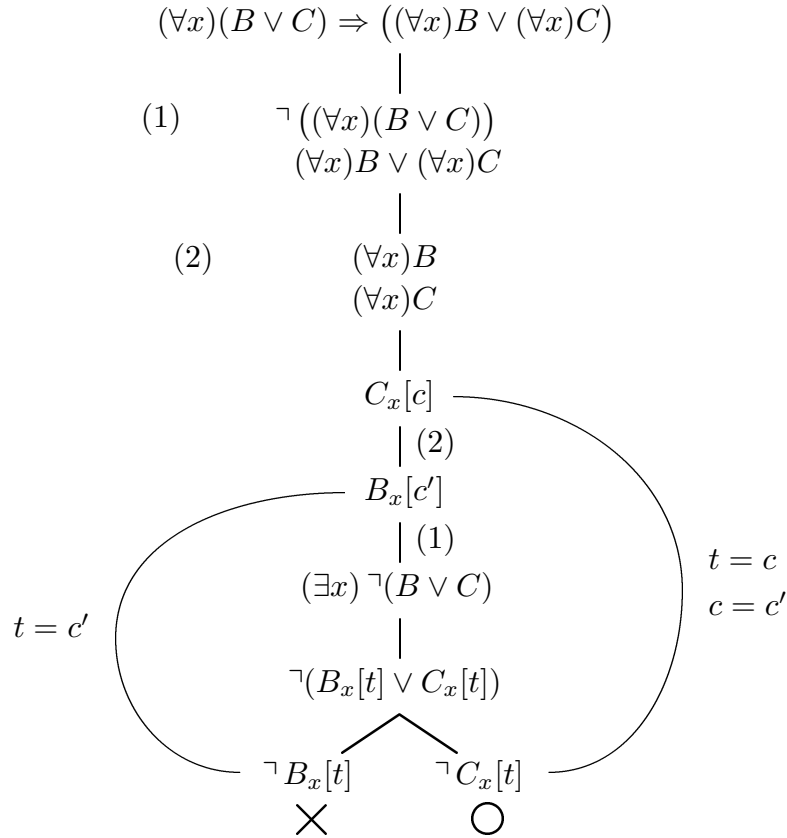 (∀x)(B ∨ C) ⇒ ((∀x)B ∨ (∀x)C)
(1) ⌝((∀x)(B ∨ C))
(∀x)B ∨ (∀x)C
(2) (∀x)B
(∀x)C
C_x[c]
(2)
B_x[c′]
(1)
(∃x) ⌝(B ∨ C)
t = c
c = c′
t = c′
⌝(B_x[t] ∨ C_x[t])
⌝B_x[t] ⌝C_x[t]